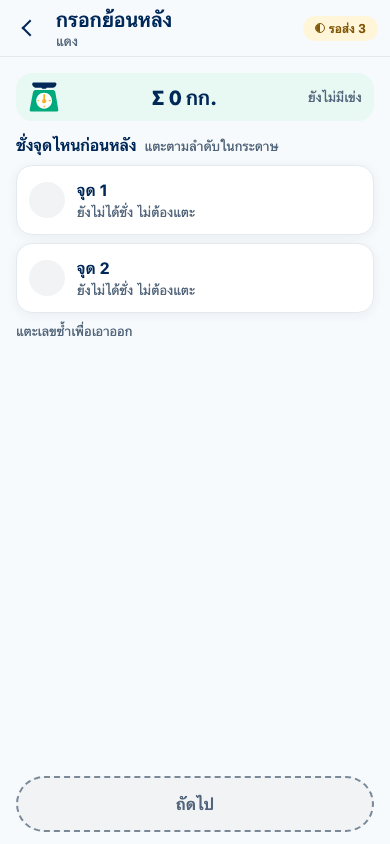 กรอกย้อนหลัง
แดง
รอส่ง 3
Σ 0 กก.
ยังไม่มีเข่ง
ชั่งจุดไหนก่อนหลัง แตะตามลำดับในกระดาษ
จุด 1
ยังไม่ได้ชั่ง ไม่ต้องแตะ
จุด 2
ยังไม่ได้ชั่ง ไม่ต้องแตะ
แตะเลขซ้ำเพื่อเอาออก
ถัดไป